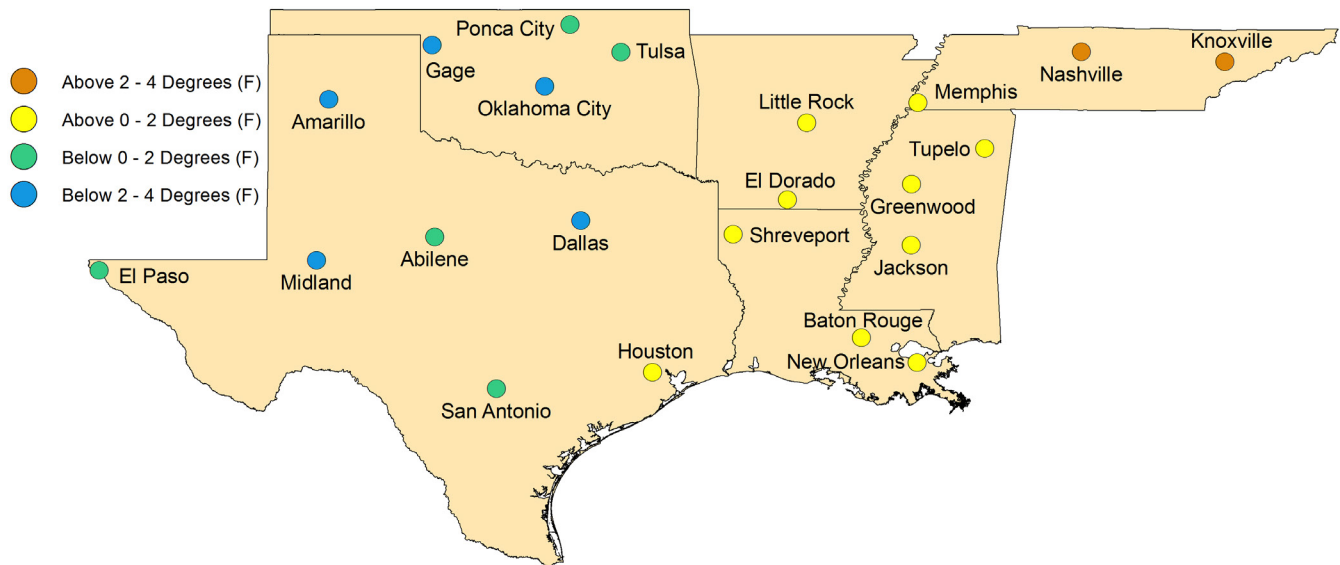 Above 2 - 4 Degrees (F)
Above 0 - 2 Degrees (F)
Below 0 - 2 Degrees (F)
Below 2 - 4 Degrees (F)
Ponca City
Tulsa
Gage
Oklahoma City
Amarillo
Little Rock
Memphis
Nashville
Knoxville
Tupelo
El Dorado
Greenwood
Dallas
Shreveport
Abilene
Jackson
El Paso
Midland
Baton Rouge
Houston
New Orleans
San Antonio